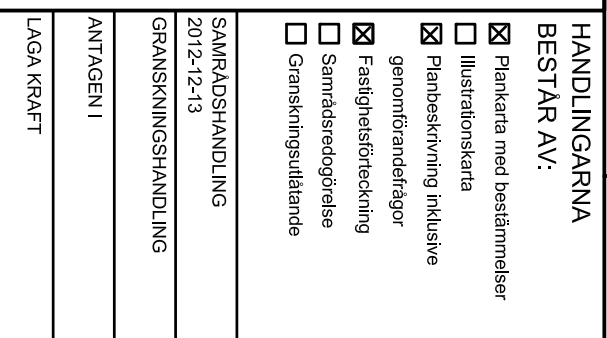 HANDLINGARNA
BESTÅR AV:
Plankarta med bestämmelser
Illustrationskarta
Planbeskrivning inklusive
genomförandefrågor
Fastighetsförteckning
Samrådsredogörelse
Granskningsutlåtande
SAMRÅDSHANDLING
2012-12-13
GRANSKNINGSHANDLING
ANTAGEN I
LAGA KRAFT